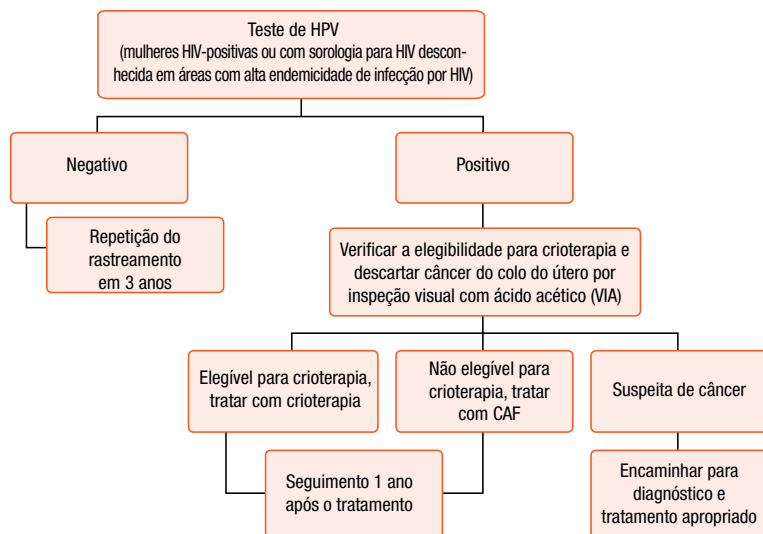 Teste de HPV
(mulheres HIV-positivas ou com sorologia para HIV descon-
hecida em áreas com alta endemicidade de infecção por HIV)
Negativo
Positivo
Repetição do
rastreamento
em 3 anos
Verificar a elegibilidade para crioterapia e
descartar câncer do colo do útero por
inspeção visual com ácido acético (VIA)
Elegível para crioterapia,
tratar com crioterapia
Não elegível para
crioterapia, tratar
com CAF
Suspeita de câncer
Seguimento 1 ano
após o tratamento
Encaminhar para
diagnóstico e
tratamento apropriado